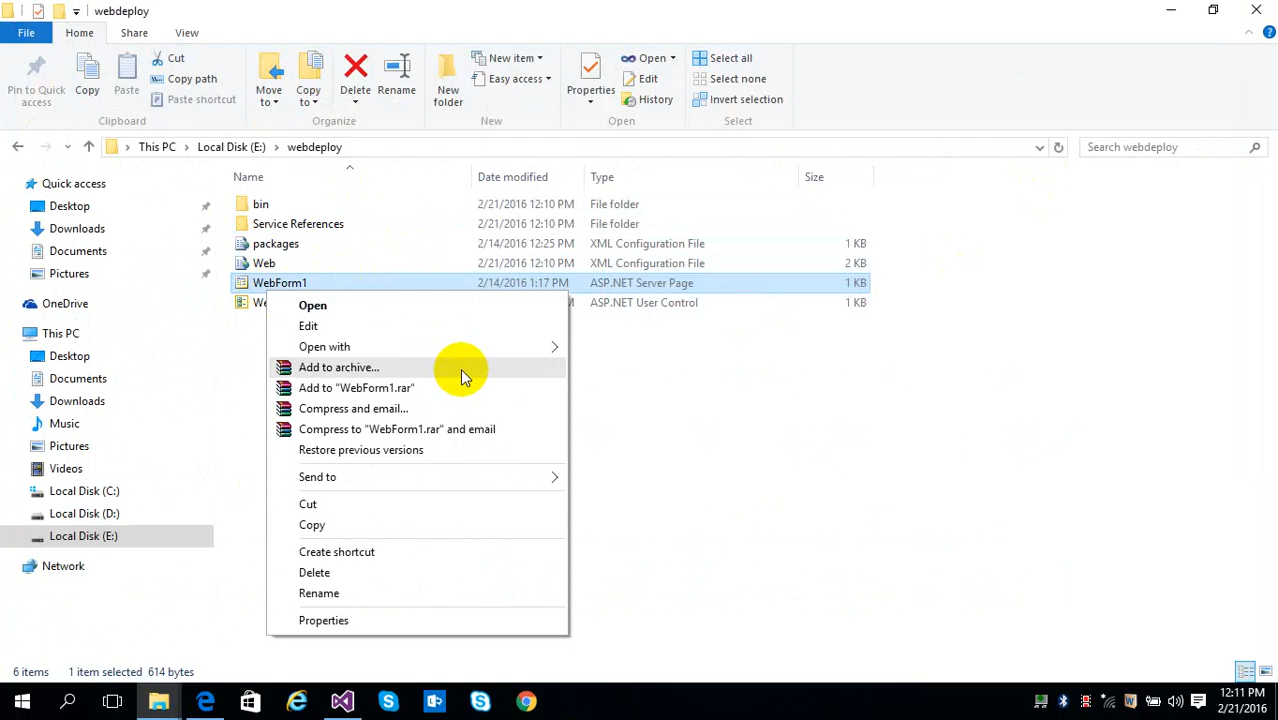 webdeploy
File Home Share View
Pin to Quick access
Copy
Paste
Cut
Copy path
Paste shortcut
Move to
Copy to
Delete
Rename
New folder
New item
Easy access
Properties
Open
Edit
History
Select all
Select none
Invert selection
Clipboard Organize New Open Select
This PC Local Disk (E:) webdeploy
Search webdeploy
Name Date modified Type Size
bin 2/21/2016 12:10 PM File folder
Service References 2/21/2016 12:10 PM File folder
packages 2/14/2016 12:25 PM XML Configuration File 1 KB
Web 2/21/2016 12:10 PM XML Configuration File 2 KB
WebForm1 2/14/2016 1:17 PM ASP.NET Server Page 1 KB
ASP.NET User Control 1 KB
Quick access
Desktop
Downloads
Documents
Pictures
OneDrive
This PC
Desktop
Documents
Downloads
Music
Pictures
Videos
Local Disk (C:)
Local Disk (D:)
Local Disk (E:)
Network
Open
Edit
Open with
Add to archive...
Add to "WebForm1.rar"
Compress and email...
Compress to "WebForm1.rar" and email
Restore previous versions
Send to
Cut
Copy
Create shortcut
Delete
Rename
Properties
6 items 1 item selected 614 bytes
12:11 PM
2/21/2016